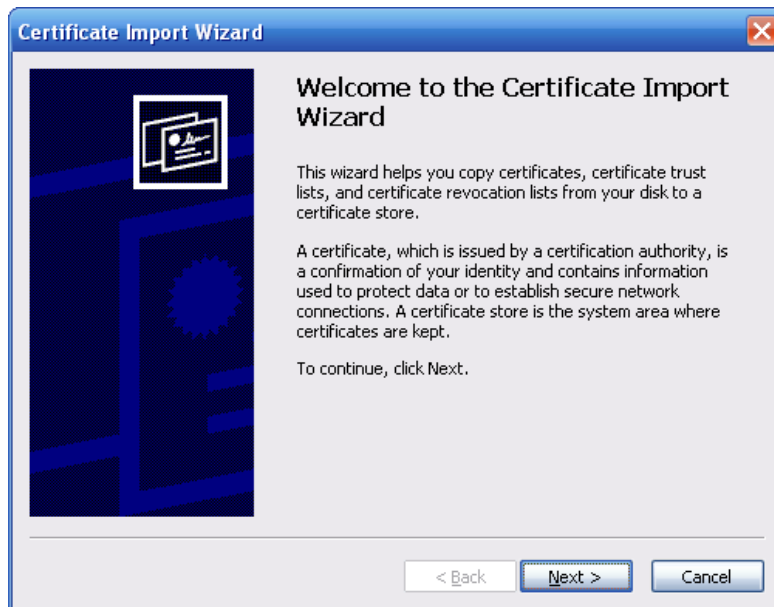 Certificate Import Wizard
Welcome to the Certificate Import
Wizard
This wizard helps you copy certificates, certificate trust
lists, and certificate revocation lists from your disk to a
certificate store.
A certificate, which is issued by a certification authority, is
a confirmation of your identity and contains information
used to protect data or to establish secure network
connections. A certificate store is the system area where
certificates are kept.
To continue, click Next.
< Back Next > Cancel